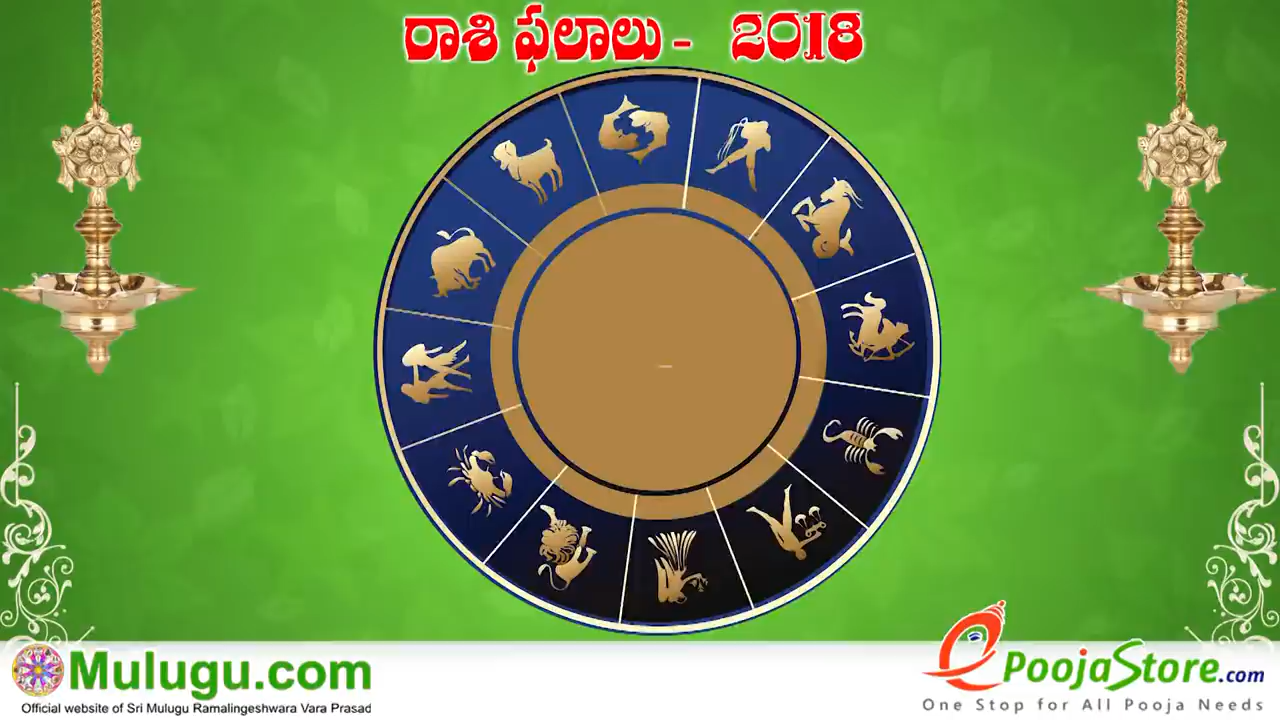 రాశి ఫలాలు - 2018
Mulugu.com
Official website of Sri Mulugu Ramalingeshwara Vara Prasad
ePoojaStore.com
One Stop for All Pooja Needs